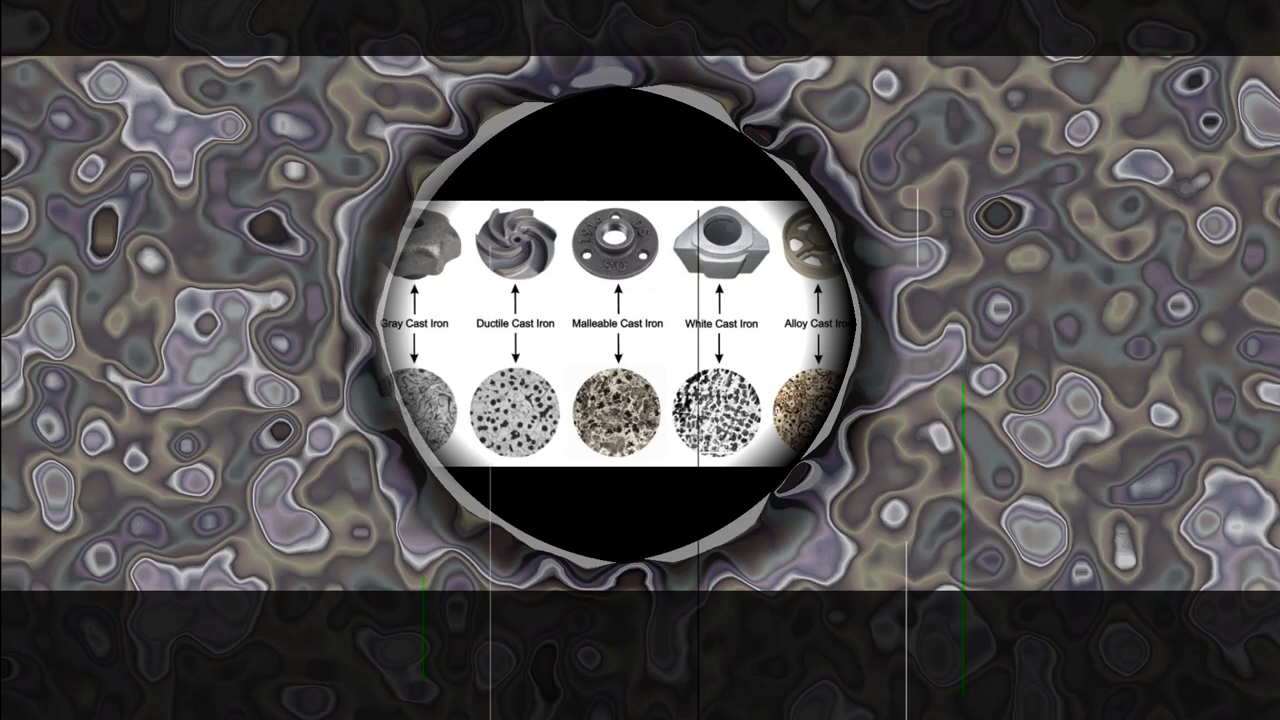 Gray Cast Iron
Ductile Cast Iron
Malleable Cast Iron
White Cast Iron
Alloy Cast Iron